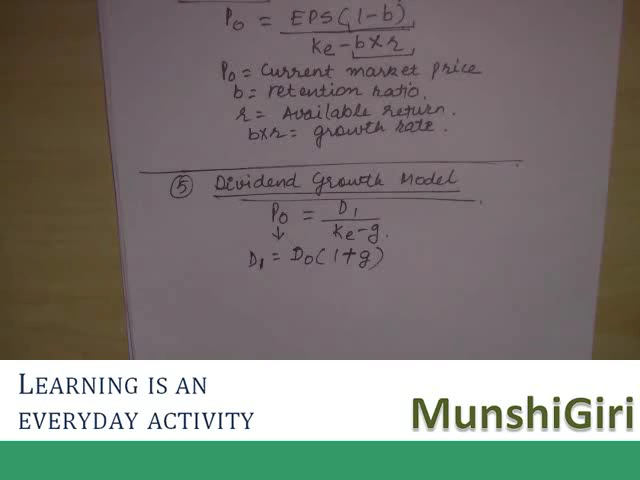 P₀ = EPS(1-b)
Ke-b×r
P₀ = Current market price
b = retention ratio.
r = Available return.
b×r = growth rate.
⑤ Dividend Growth Model
P₀ = D₁
Ke-g.
↓
D₁ = D₀(1+g)
LEARNING IS AN
EVERYDAY ACTIVITY
MunshiGiri